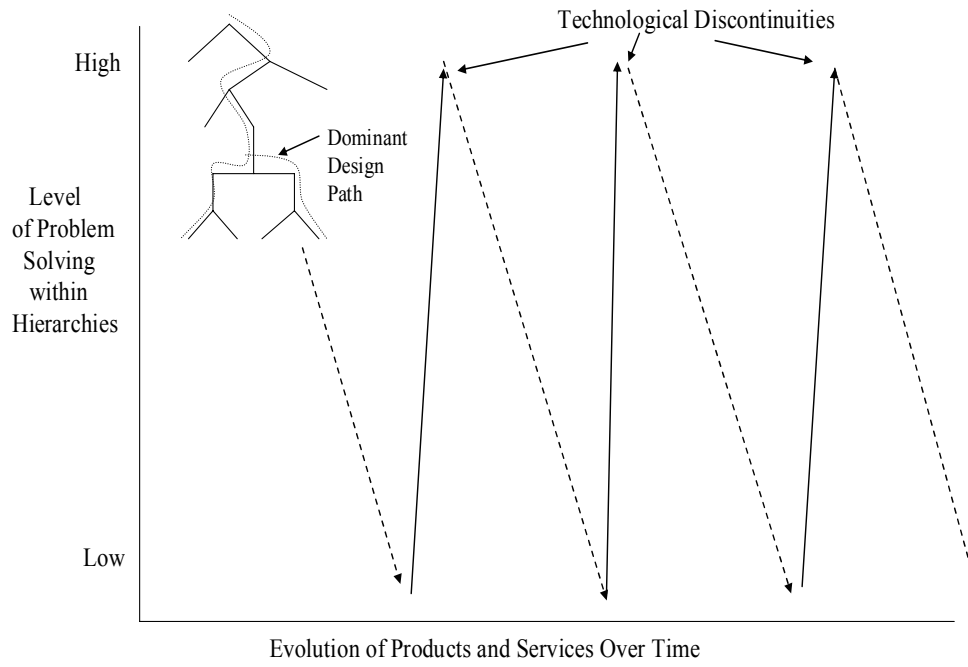 Technological Discontinuities
High
Dominant
Design
Path
Level
of Problem
Solving
within
Hierarchies
Low
Evolution of Products and Services Over Time